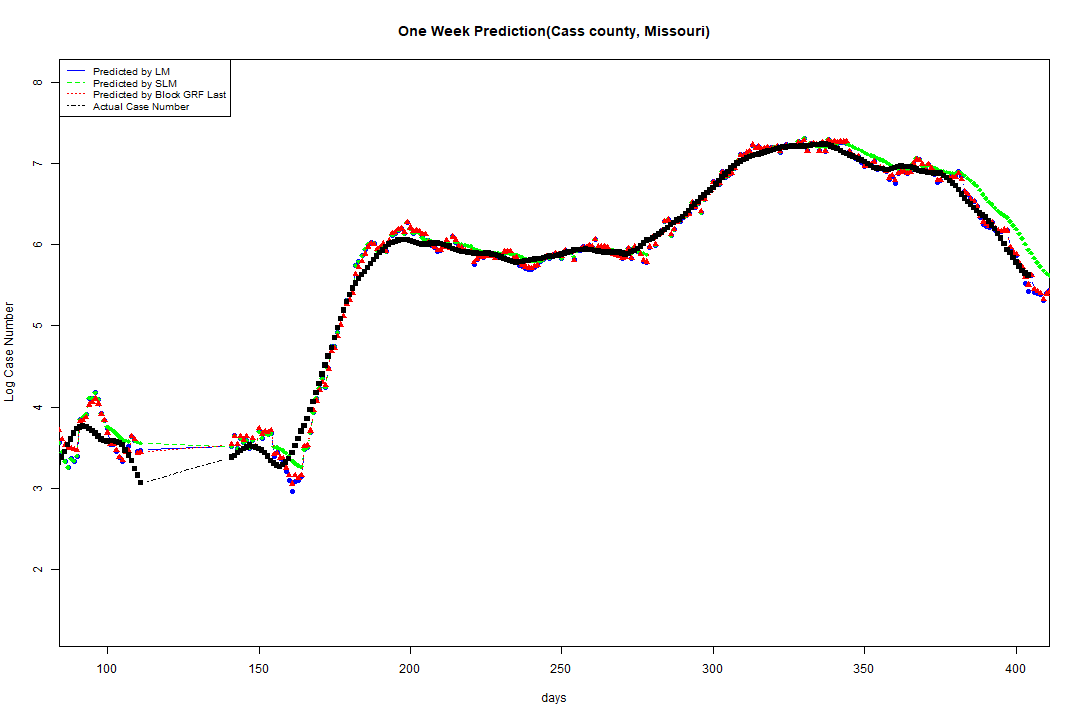 One Week Prediction(Cass county, Missouri)
Predicted by LM
Predicted by SLM
Predicted by Block GRF Last
Actual Case Number
8
7
6
5
4
3
2
Log Case Number
100 150 200 250 300 350 400
days